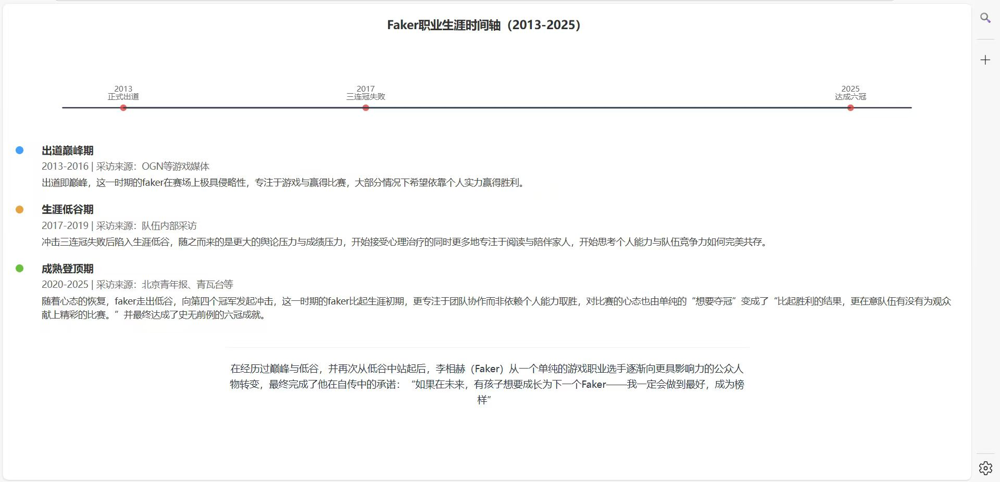 Faker职业生涯时间轴（2013-2025）
2013
正式出道
2017
三连冠失败
2025
达成六冠
出道巅峰期
2013-2016 | 采访来源：OGN等游戏媒体
出道即巅峰，这一时期的faker在赛场上极具侵略性，专注于游戏与赢得比赛，大部分情况下希望依靠个人实力赢得胜利。
生涯低谷期
2017-2019 | 采访来源：队伍内部采访
冲击三连冠失败后陷入生涯低谷，随之而来的是更大的舆论压力与成绩压力，开始接受心理治疗的同时更多地专注于阅读与陪伴家人，开始思考个人能力与队伍竞争力如何完美共存。
成熟登顶期
2020-2025 | 采访来源：北京青年报、青瓦台等
随着心态的恢复，faker走出低谷，向第四个冠军发起冲击，这一时期的faker比起生涯初期，更专注于团队协作而非依赖个人能力取胜，对比赛的心态也由单纯的“想要夺冠”变成了“比起胜利的结果，更在意队伍有没有为观众
献上精彩的比赛。”并最终达成了史无前例的六冠成就。
在经历过巅峰与低谷，并再次从低谷中站起后，李相赫（Faker）从一个单纯的游戏职业选手逐渐向更具影响力的公众人
物转变，最终完成了他在自传中的承诺：“如果在未来，有孩子想要成长为下一个Faker——我一定会做到最好，成为榜
样”